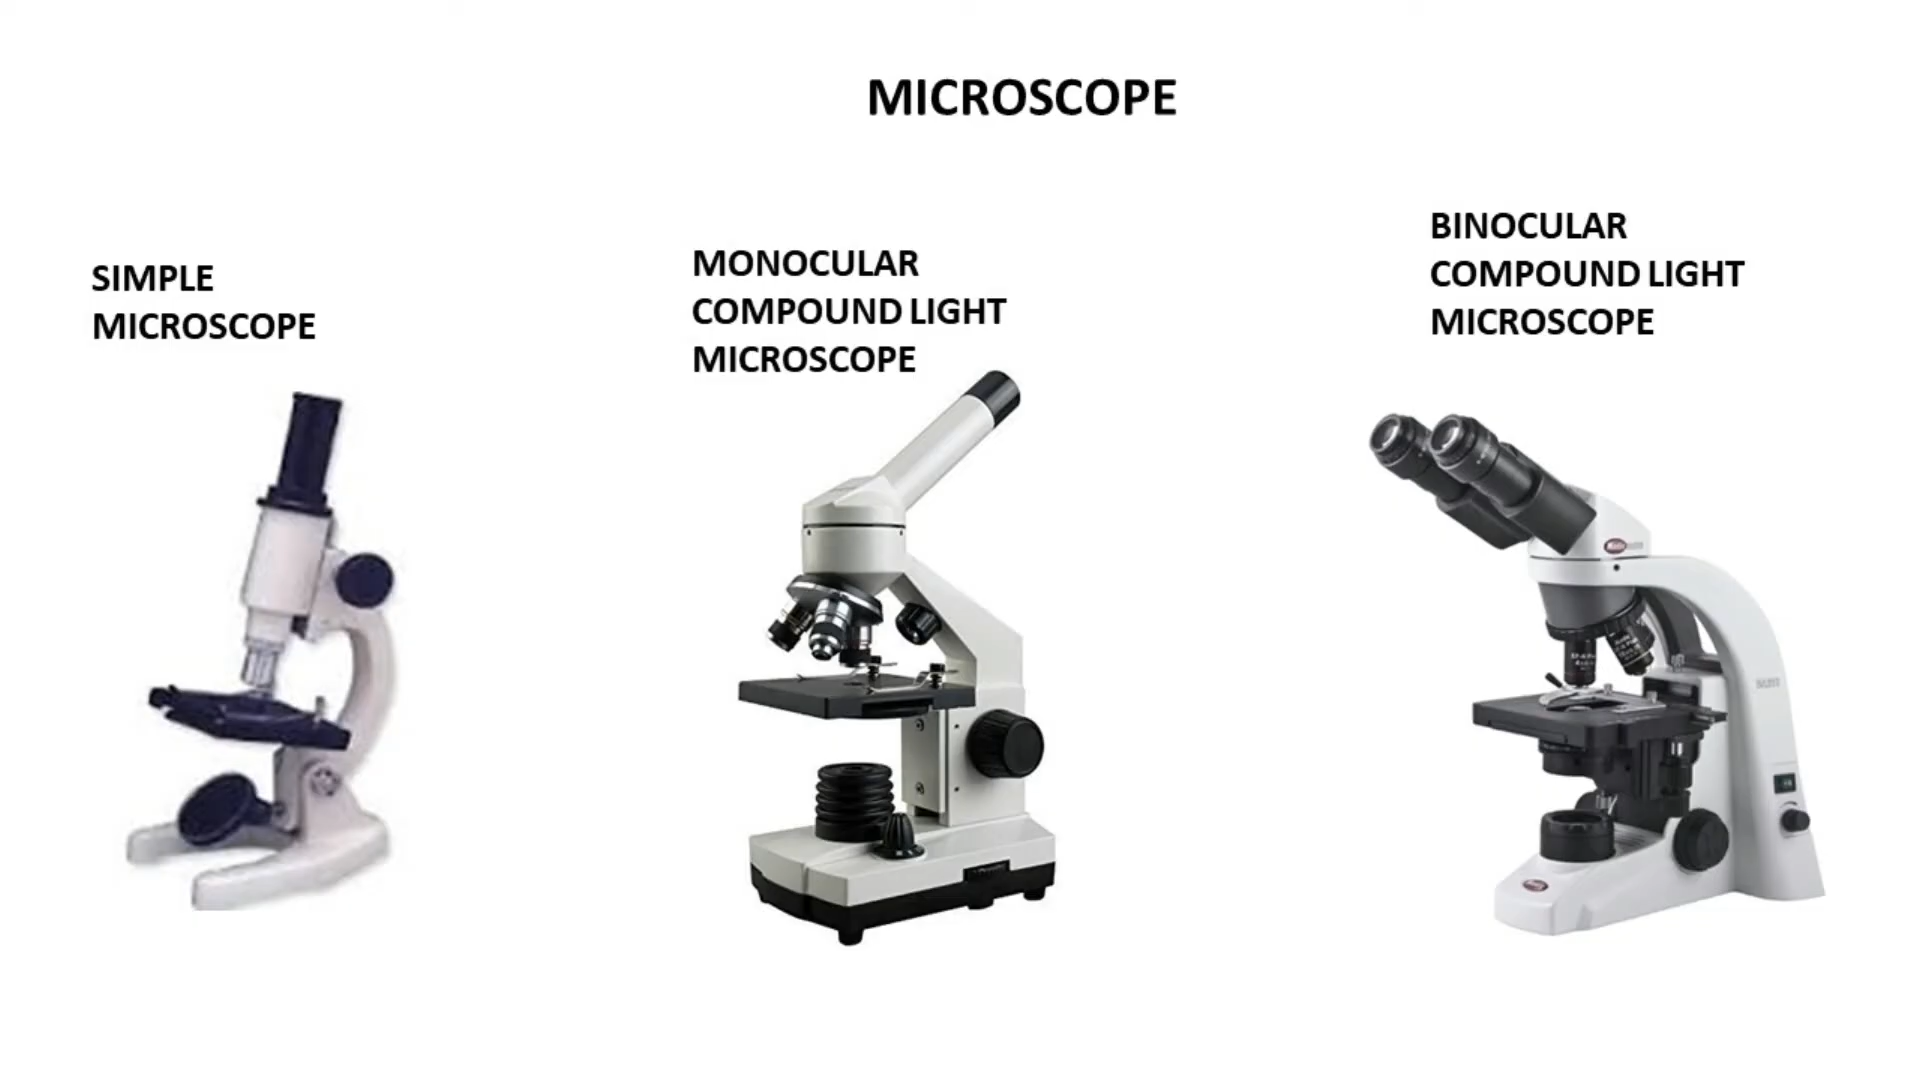 MICROSCOPE
SIMPLE
MICROSCOPE
MONOCULAR
COMPOUND LIGHT
MICROSCOPE
BINOCULAR
COMPOUND LIGHT
MICROSCOPE